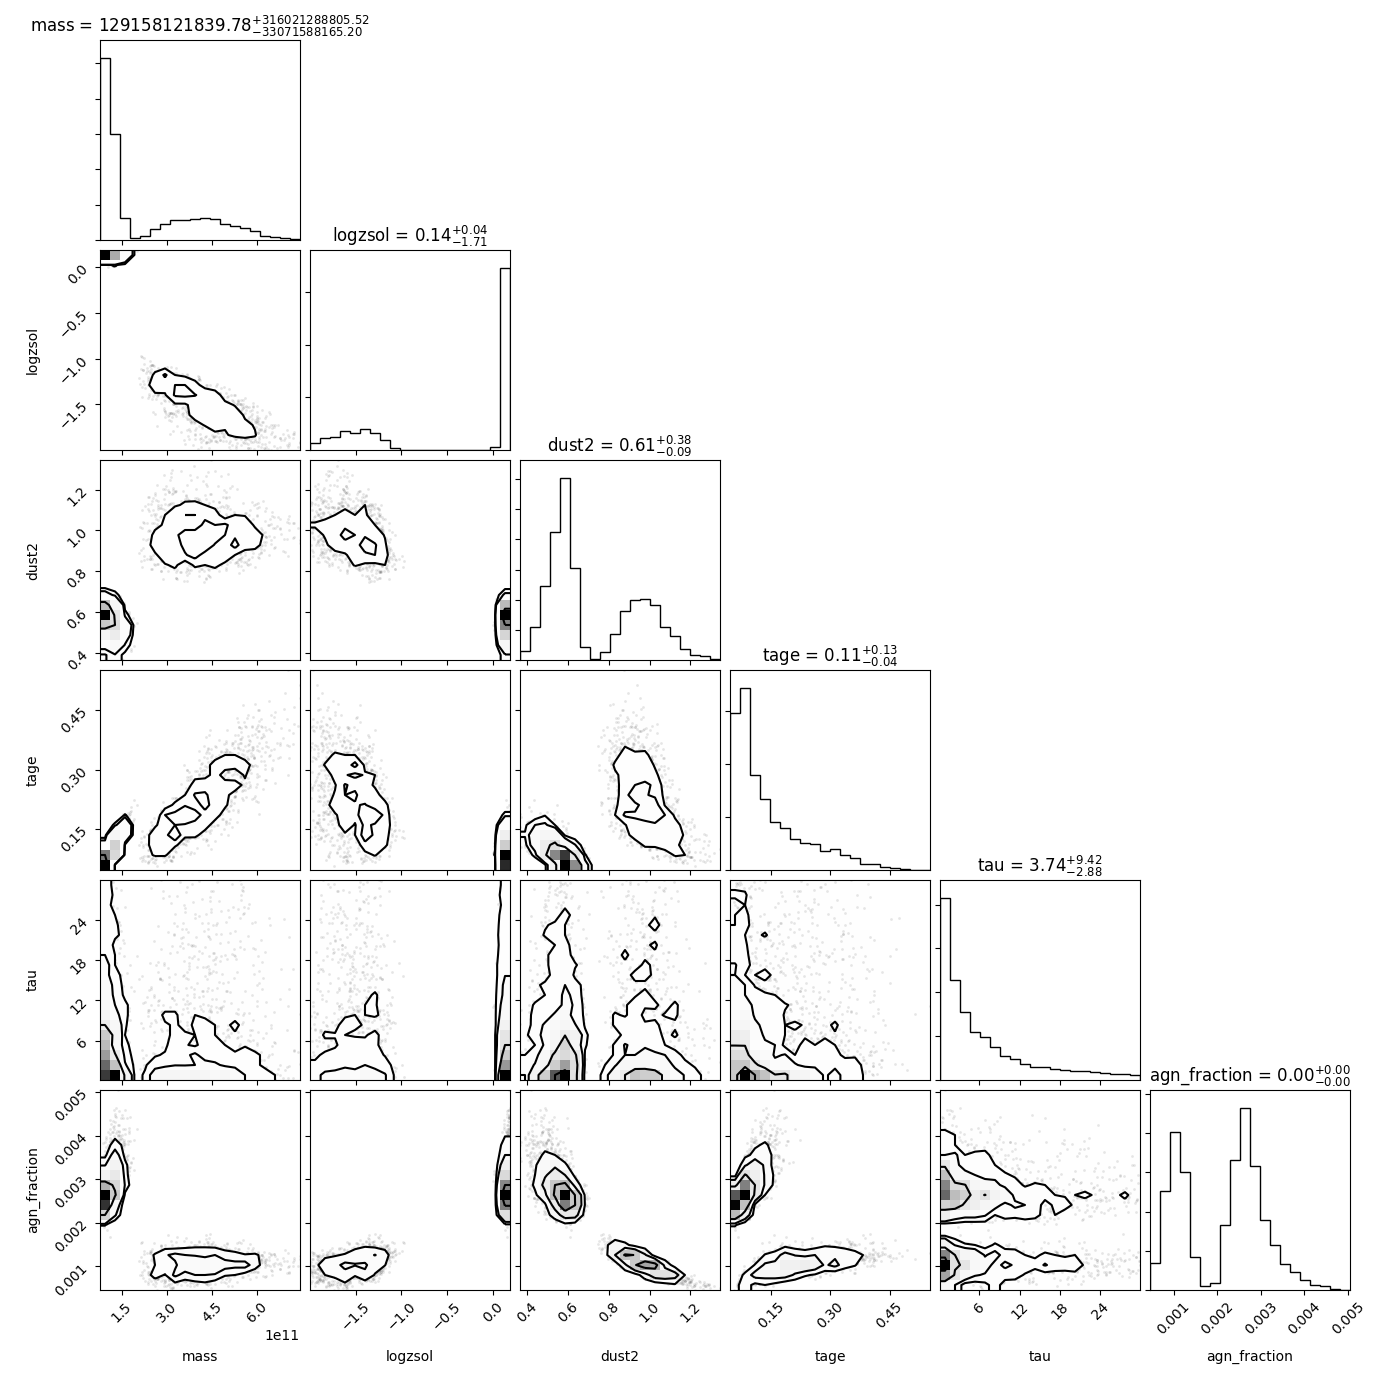 mass = 129158121839.78+316021288805.52 −33071588165.20
logzsol = 0.14+0.04 −1.71
0.0
−0.5
−1.0
−1.5
logzsol
dust2 = 0.61+0.38 −0.09
1.2
1.0
0.8
0.6
0.4
dust2
tage = 0.11+0.13 −0.04
0.45
0.30
0.15
tage
tau = 3.74+9.42 −2.88
24
18
12
6
tau
agn_fraction = 0.00+0.00 −0.00
0.005
0.004
0.003
0.002
0.001
agn_fraction
1.5 3.0 4.5 6.0 −1.5 −1.0 −0.5 0.0 0.4 0.6 0.8 1.0 1.2 0.15 0.30 0.45 6 12 18 24 0.001 0.002 0.003 0.004 0.005
1e11
mass logzsol dust2 tage tau agn_fraction